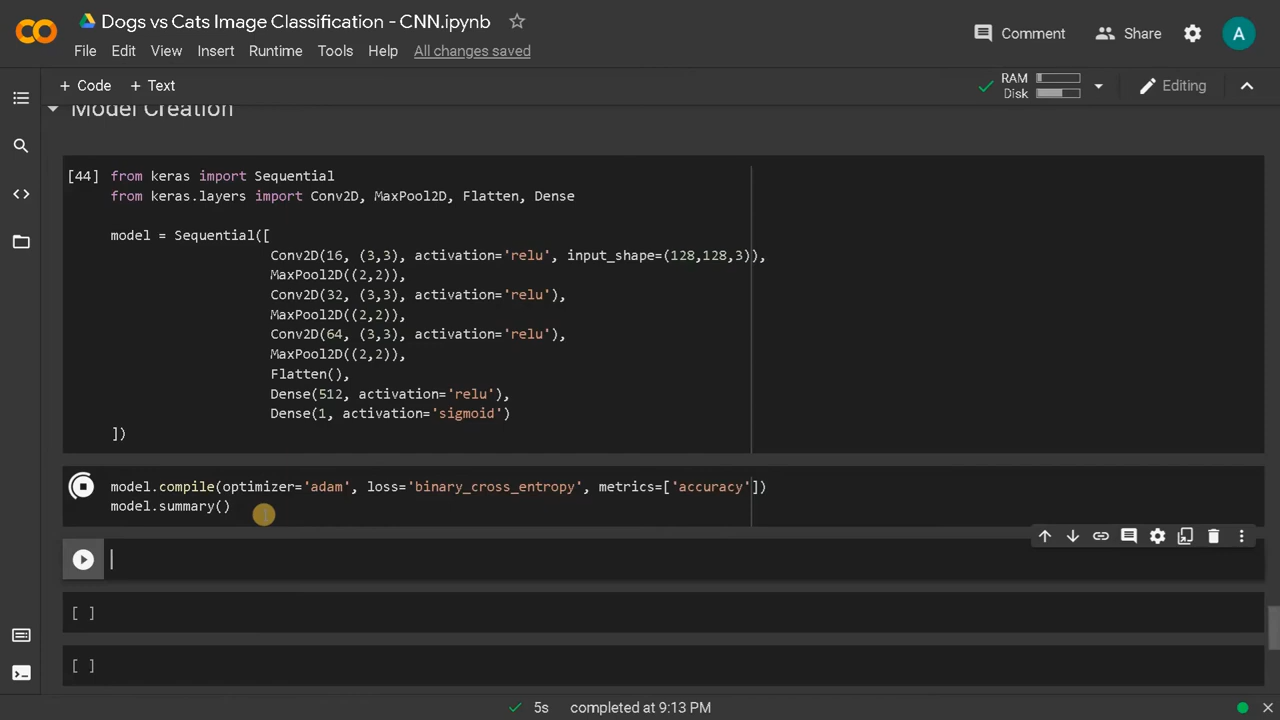 Dogs vs Cats Image Classification - CNN.ipynb
File Edit View Insert Runtime Tools Help All changes saved
Comment Share A
+ Code + Text
RAM
Disk
Editing
Model Creation
[44] from keras import Sequential
from keras.layers import Conv2D, MaxPool2D, Flatten, Dense
model = Sequential([
Conv2D(16, (3,3), activation='relu', input_shape=(128,128,3)),
MaxPool2D((2,2)),
Conv2D(32, (3,3), activation='relu'),
MaxPool2D((2,2)),
Conv2D(64, (3,3), activation='relu'),
MaxPool2D((2,2)),
Flatten(),
Dense(512, activation='relu'),
Dense(1, activation='sigmoid')
])
model.compile(optimizer='adam', loss='binary_cross_entropy', metrics=['accuracy'])
model.summary()
[ ]
[ ]
5s completed at 9:13 PM